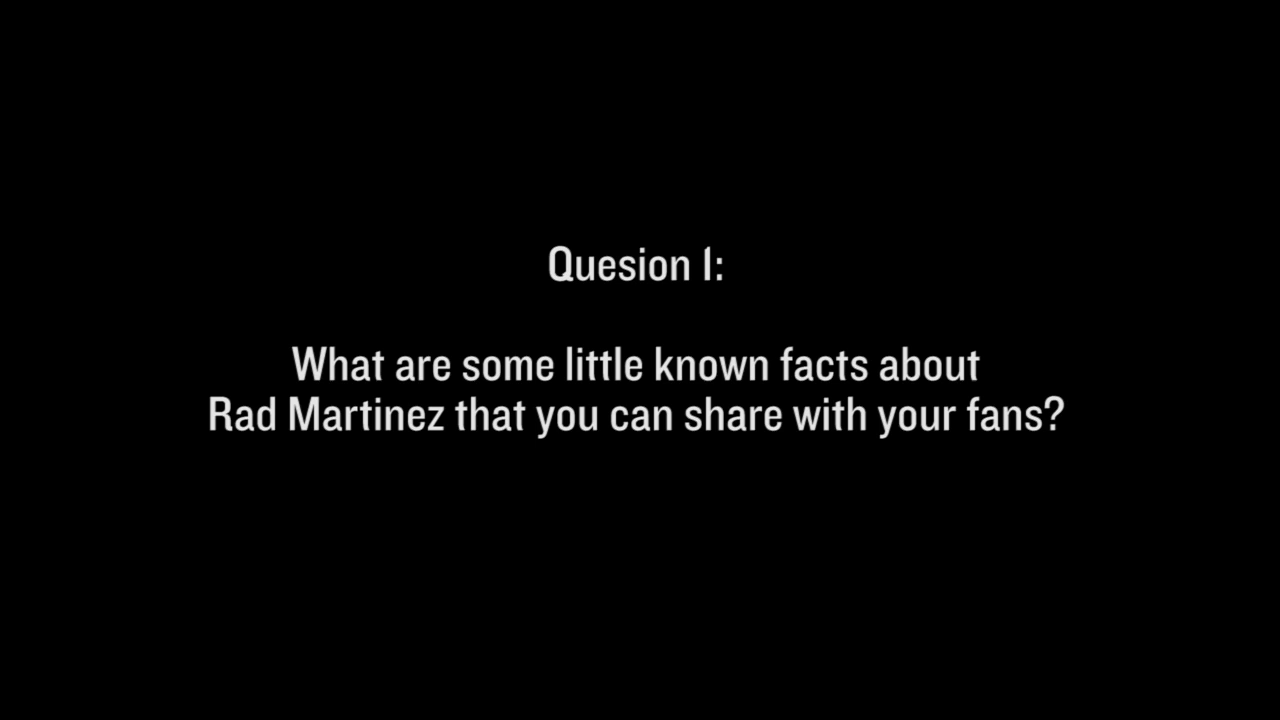 Quesion 1:
What are some little known facts about
Rad Martinez that you can share with your fans?